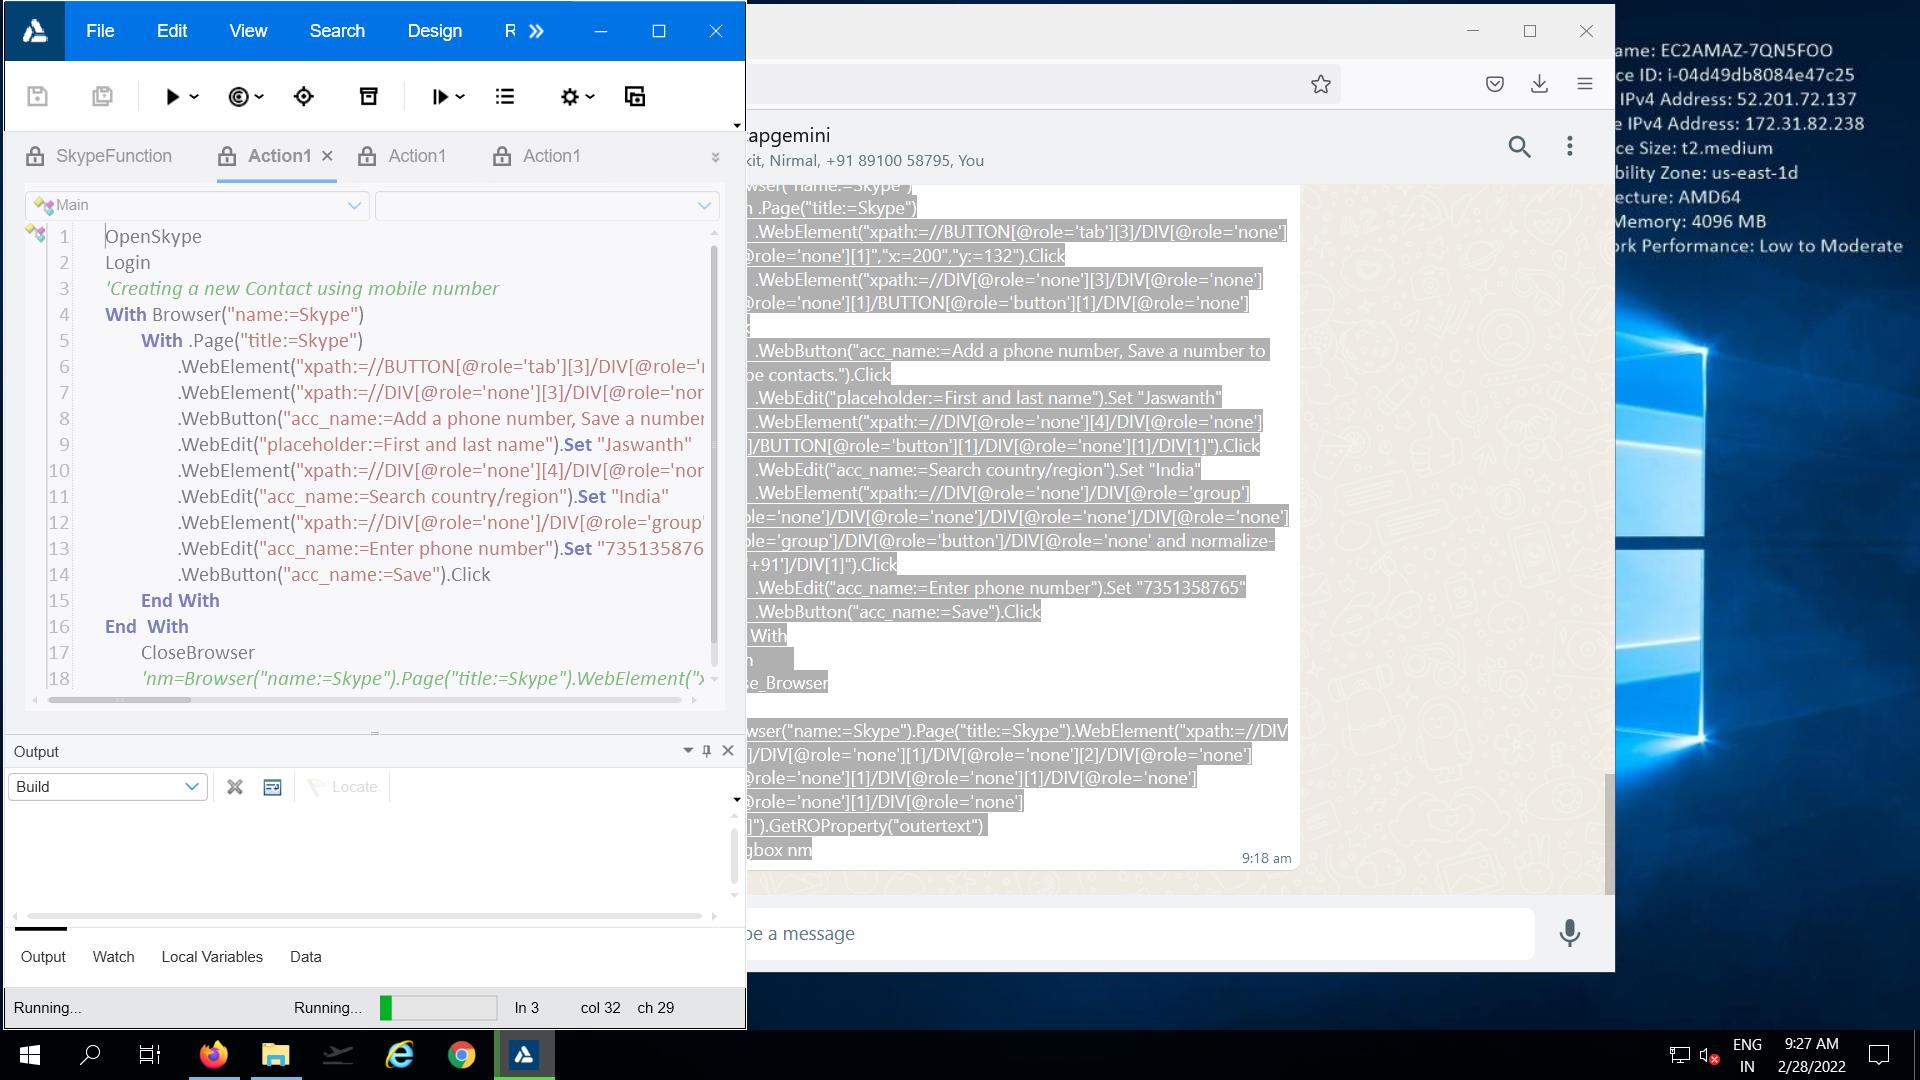 File Edit View Search Design R
SkypeFunction Action1 Action1 Action1
Main
1 OpenSkype
2 Login
3 'Creating a new Contact using mobile number
4 With Browser("name:=Skype")
5 With .Page("title:=Skype")
6 .WebElement("xpath:=//BUTTON[@role='tab'][3]/DIV[@role='
7 .WebElement("xpath:=//DIV[@role='none'][3]/DIV[@role='nor
8 .WebButton("acc_name:=Add a phone number, Save a number
9 .WebEdit("placeholder:=First and last name").Set "Jaswanth"
10 .WebElement("xpath:=//DIV[@role='none'][4]/DIV[@role='nor
11 .WebEdit("acc_name:=Search country/region").Set "India"
12 .WebElement("xpath:=//DIV[@role='none']/DIV[@role='group'
13 .WebEdit("acc_name:=Enter phone number").Set "735135876
14 .WebButton("acc_name:=Save").Click
15 End With
16 End With
17 CloseBrowser
18 'nm=Browser("name:=Skype").Page("title:=Skype").WebElement("x
Output
Build
Locate
Output Watch Local Variables Data
Running... Running... ln 3 col 32 ch 29
apgemini
kit, Nirmal, +91 89100 58795, You
wser("name:=Skype")
.Page("title:=Skype")
.WebElement("xpath:=//BUTTON[@role='tab'][3]/DIV[@role='none']
@role='none'][1]","x:=200","y:=132").Click
.WebElement("xpath:=//DIV[@role='none'][3]/DIV[@role='none']
@role='none'][1]/BUTTON[@role='button'][1]/DIV[@role='none']
.WebButton("acc_name:=Add a phone number, Save a number to
pe contacts.").Click
.WebEdit("placeholder:=First and last name").Set "Jaswanth"
.WebElement("xpath:=//DIV[@role='none'][4]/DIV[@role='none']
]/BUTTON[@role='button'][1]/DIV[@role='none'][1]/DIV[1]").Click
.WebEdit("acc_name:=Search country/region").Set "India"
.WebElement("xpath:=//DIV[@role='none']/DIV[@role='group']
ole='none']/DIV[@role='none']/DIV[@role='none']/DIV[@role='none']
ole='group']/DIV[@role='button']/DIV[@role='none' and normalize-
'+91']/DIV[1]").Click
.WebEdit("acc_name:=Enter phone number").Set "7351358765"
.WebButton("acc_name:=Save").Click
With
se_Browser
wser("name:=Skype").Page("title:=Skype").WebElement("xpath:=//DIV
]/DIV[@role='none'][1]/DIV[@role='none'][2]/DIV[@role='none']
@role='none'][1]/DIV[@role='none'][1]/DIV[@role='none']
@role='none'][1]/DIV[@role='none']
]").GetROProperty("outertext")
gbox nm
9:18 am
pe a message
ame: EC2AMAZ-7QN5FOO
ce ID: i-04d49db8084e47c25
IPv4 Address: 52.201.72.137
e IPv4 Address: 172.31.82.238
ce Size: t2.medium
bility Zone: us-east-1d
ecture: AMD64
Memory: 4096 MB
ork Performance: Low to Moderate
ENG
IN
9:27 AM
2/28/2022